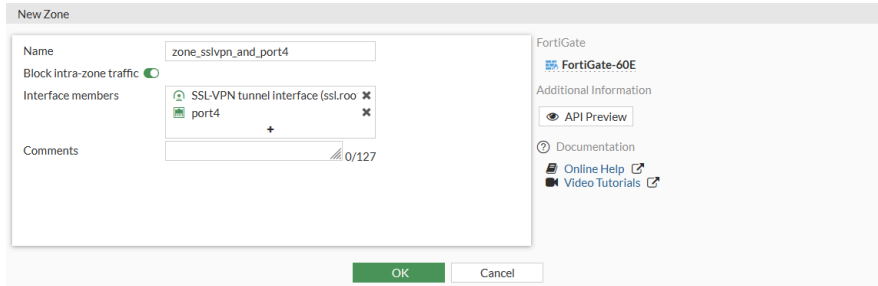 New Zone
Name zone_sslvpn_and_port4
Block intra-zone traffic
Interface members SSL-VPN tunnel interface (ssl.roo
port4
+
Comments 0/127
OK Cancel
FortiGate
FortiGate-60E
Additional Information
API Preview
Documentation
Online Help
Video Tutorials